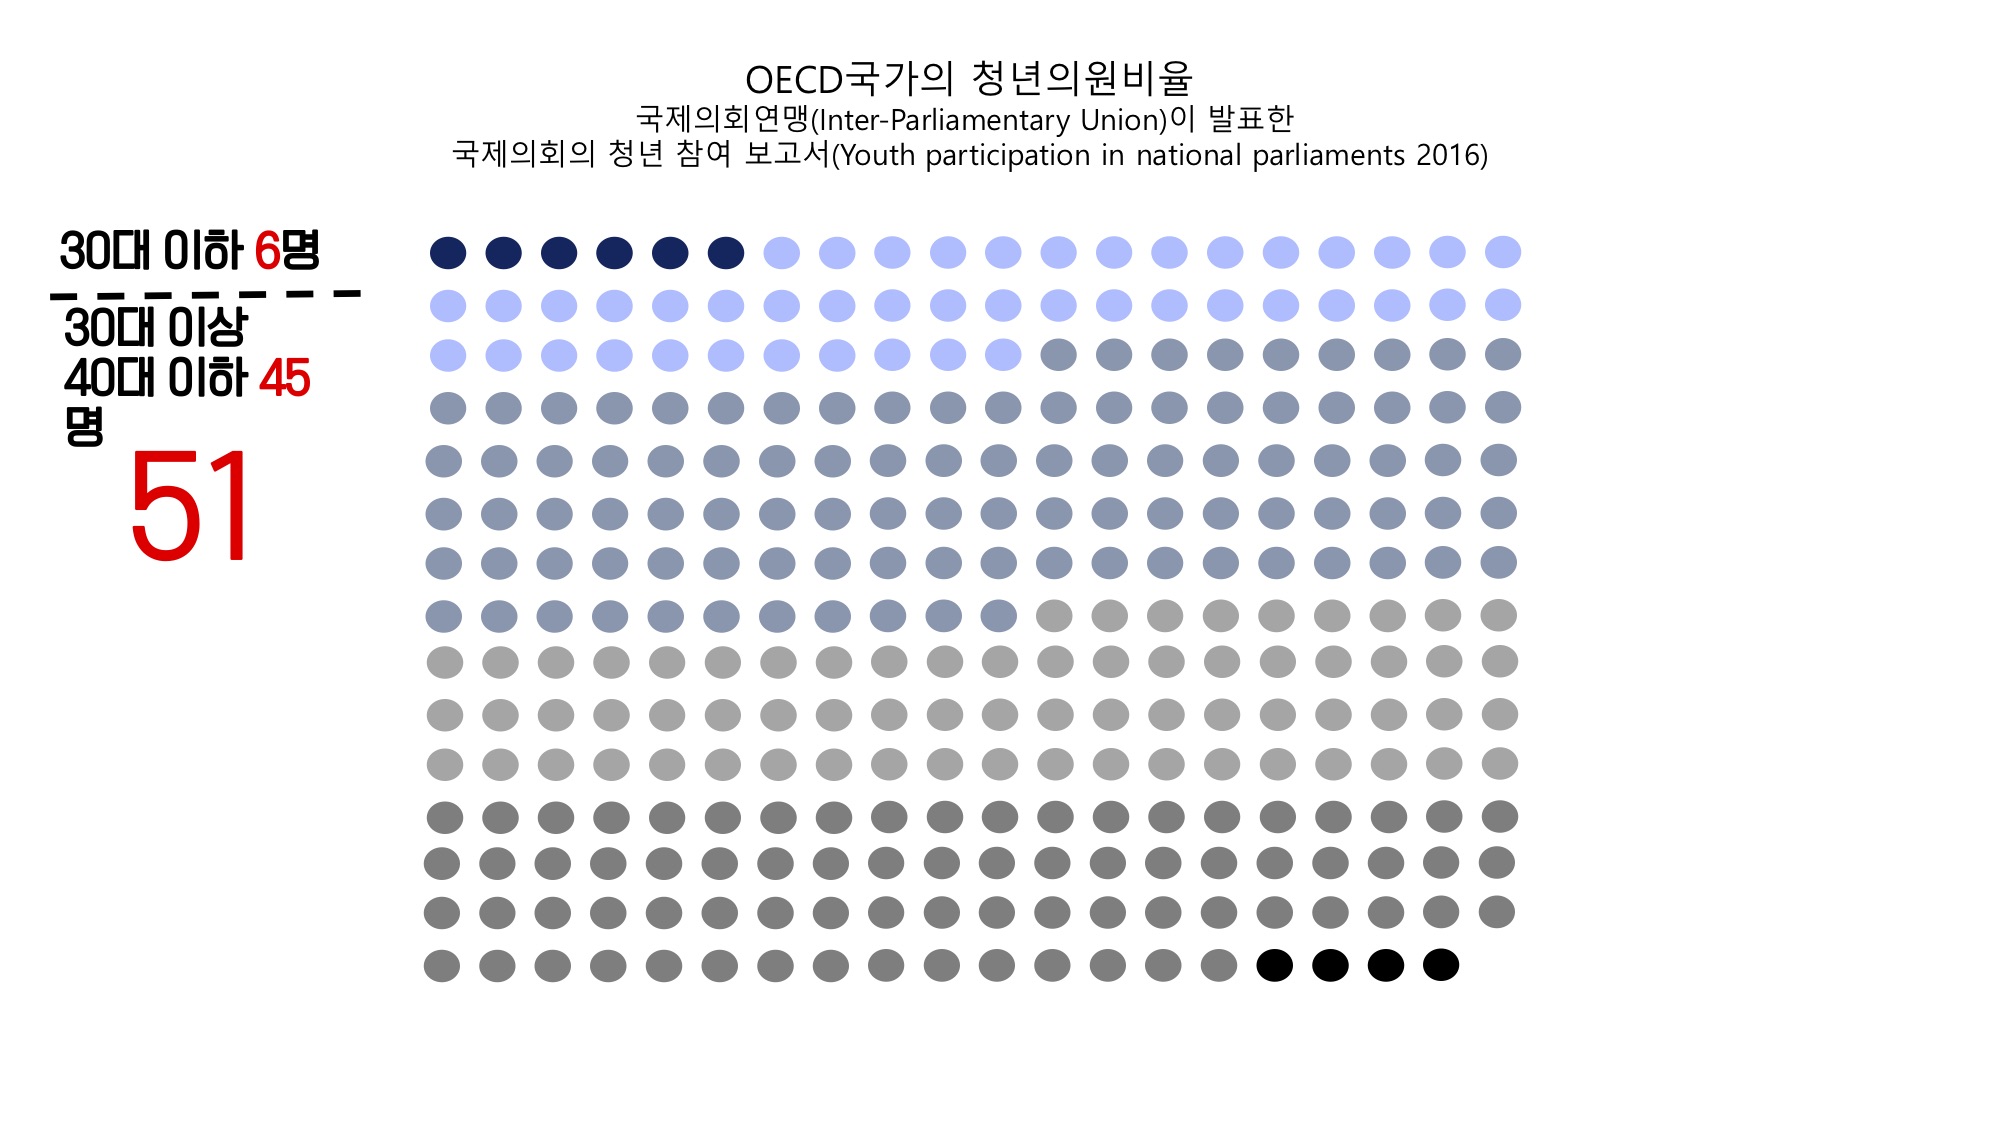 OECD국가의 청년의원비율
국제의회연맹(Inter-Parliamentary Union)이 발표한
국제의회의 청년 참여 보고서(Youth participation in national parliaments 2016)
30대 이하 6명
30대 이상
40대 이하 45
명
51